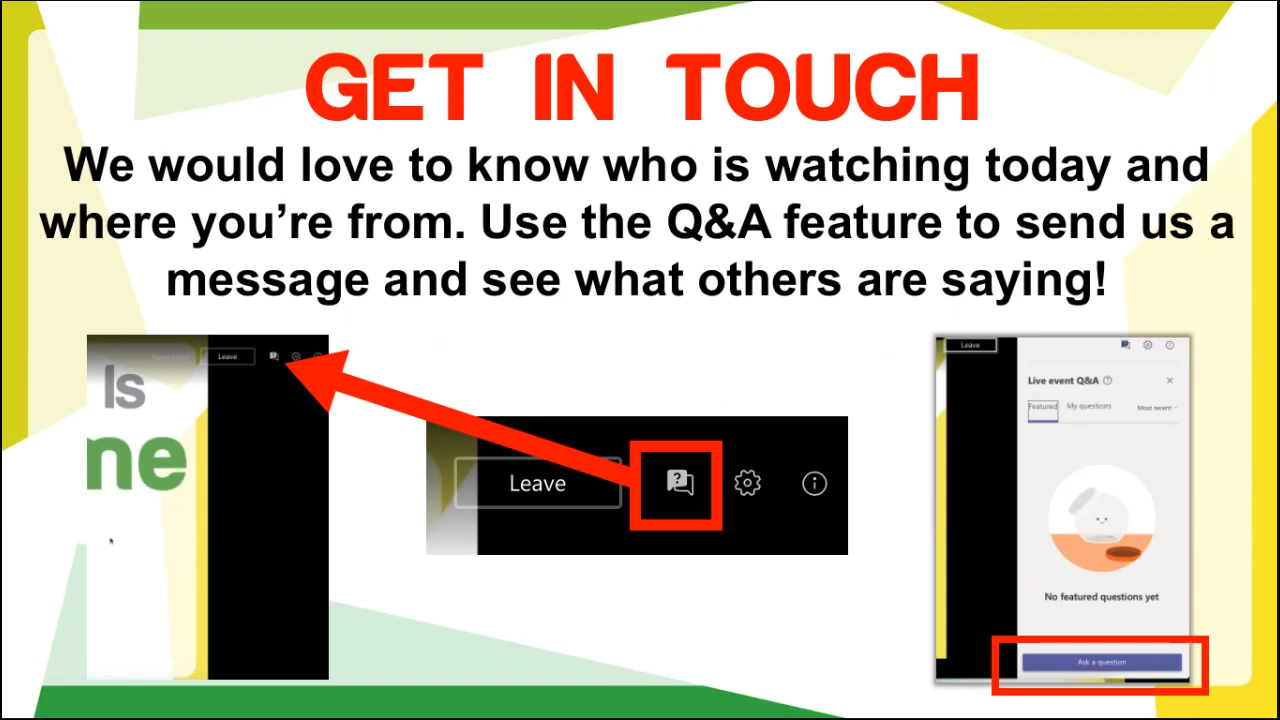 GET IN TOUCH
We would love to know who is watching today and
where you're from. Use the Q&A feature to send us a
message and see what others are saying!
Leave
Is
ne
Leave
Leave
Live event Q&A
Featured My questions Most recent
No featured questions yet
Ask a question